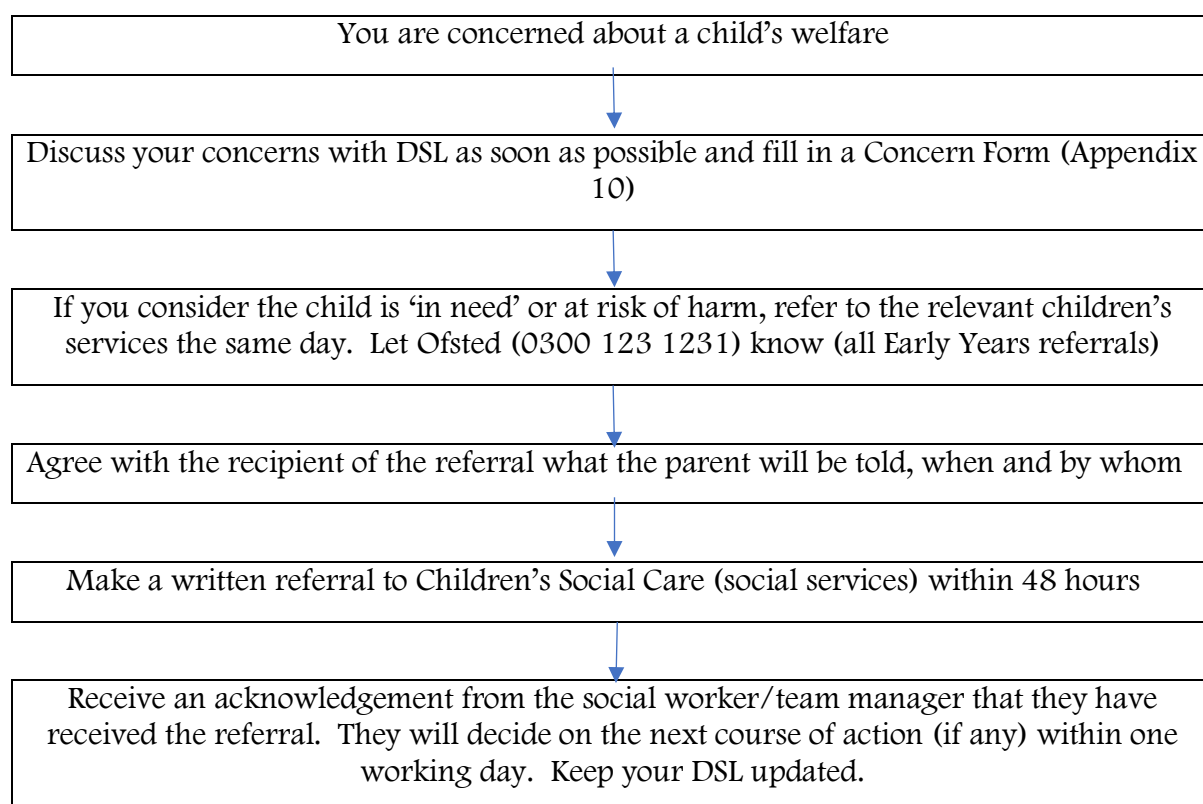 You are concerned about a child’s welfare
Discuss your concerns with DSL as soon as possible and fill in a Concern Form (Appendix
10)
If you consider the child is ‘in need’ or at risk of harm, refer to the relevant children’s
services the same day.  Let Ofsted (0300 123 1231) know (all Early Years referrals)
Agree with the recipient of the referral what the parent will be told, when and by whom
Make a written referral to Children’s Social Care (social services) within 48 hours
Receive an acknowledgement from the social worker/team manager that they have
received the referral.  They will decide on the next course of action (if any) within one
working day.  Keep your DSL updated.